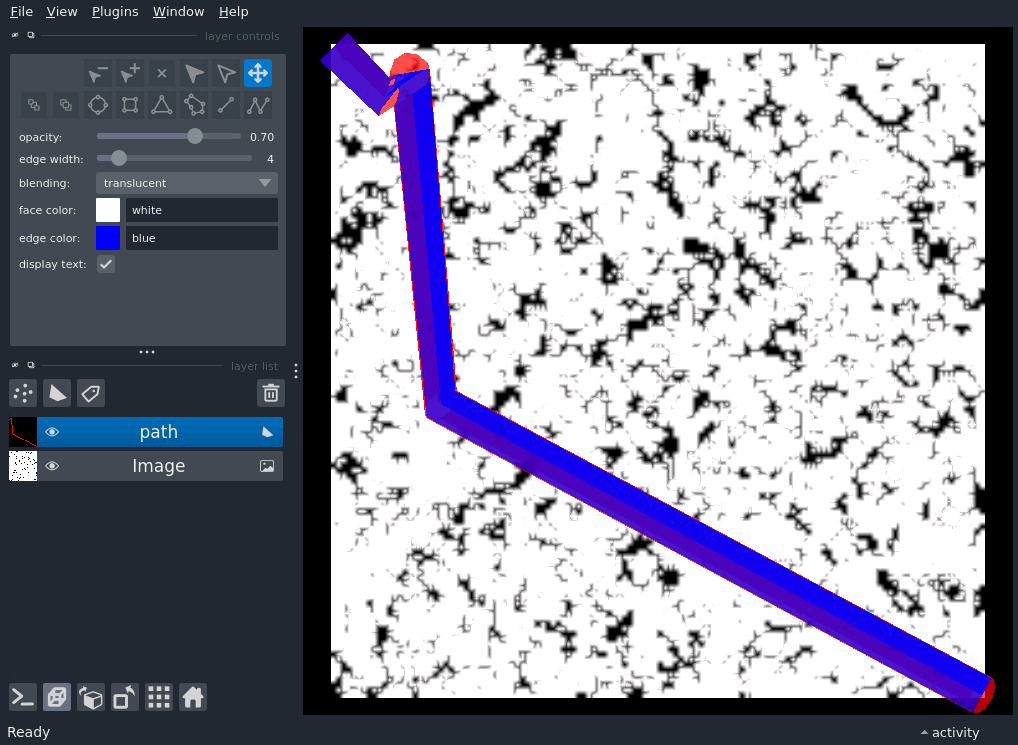 File View Plugins Window Help
layer controls
opacity: 0.70
edge width: 4
blending: translucent
face color: white
edge color: blue
display text:
layer list
path
Image
Ready activity